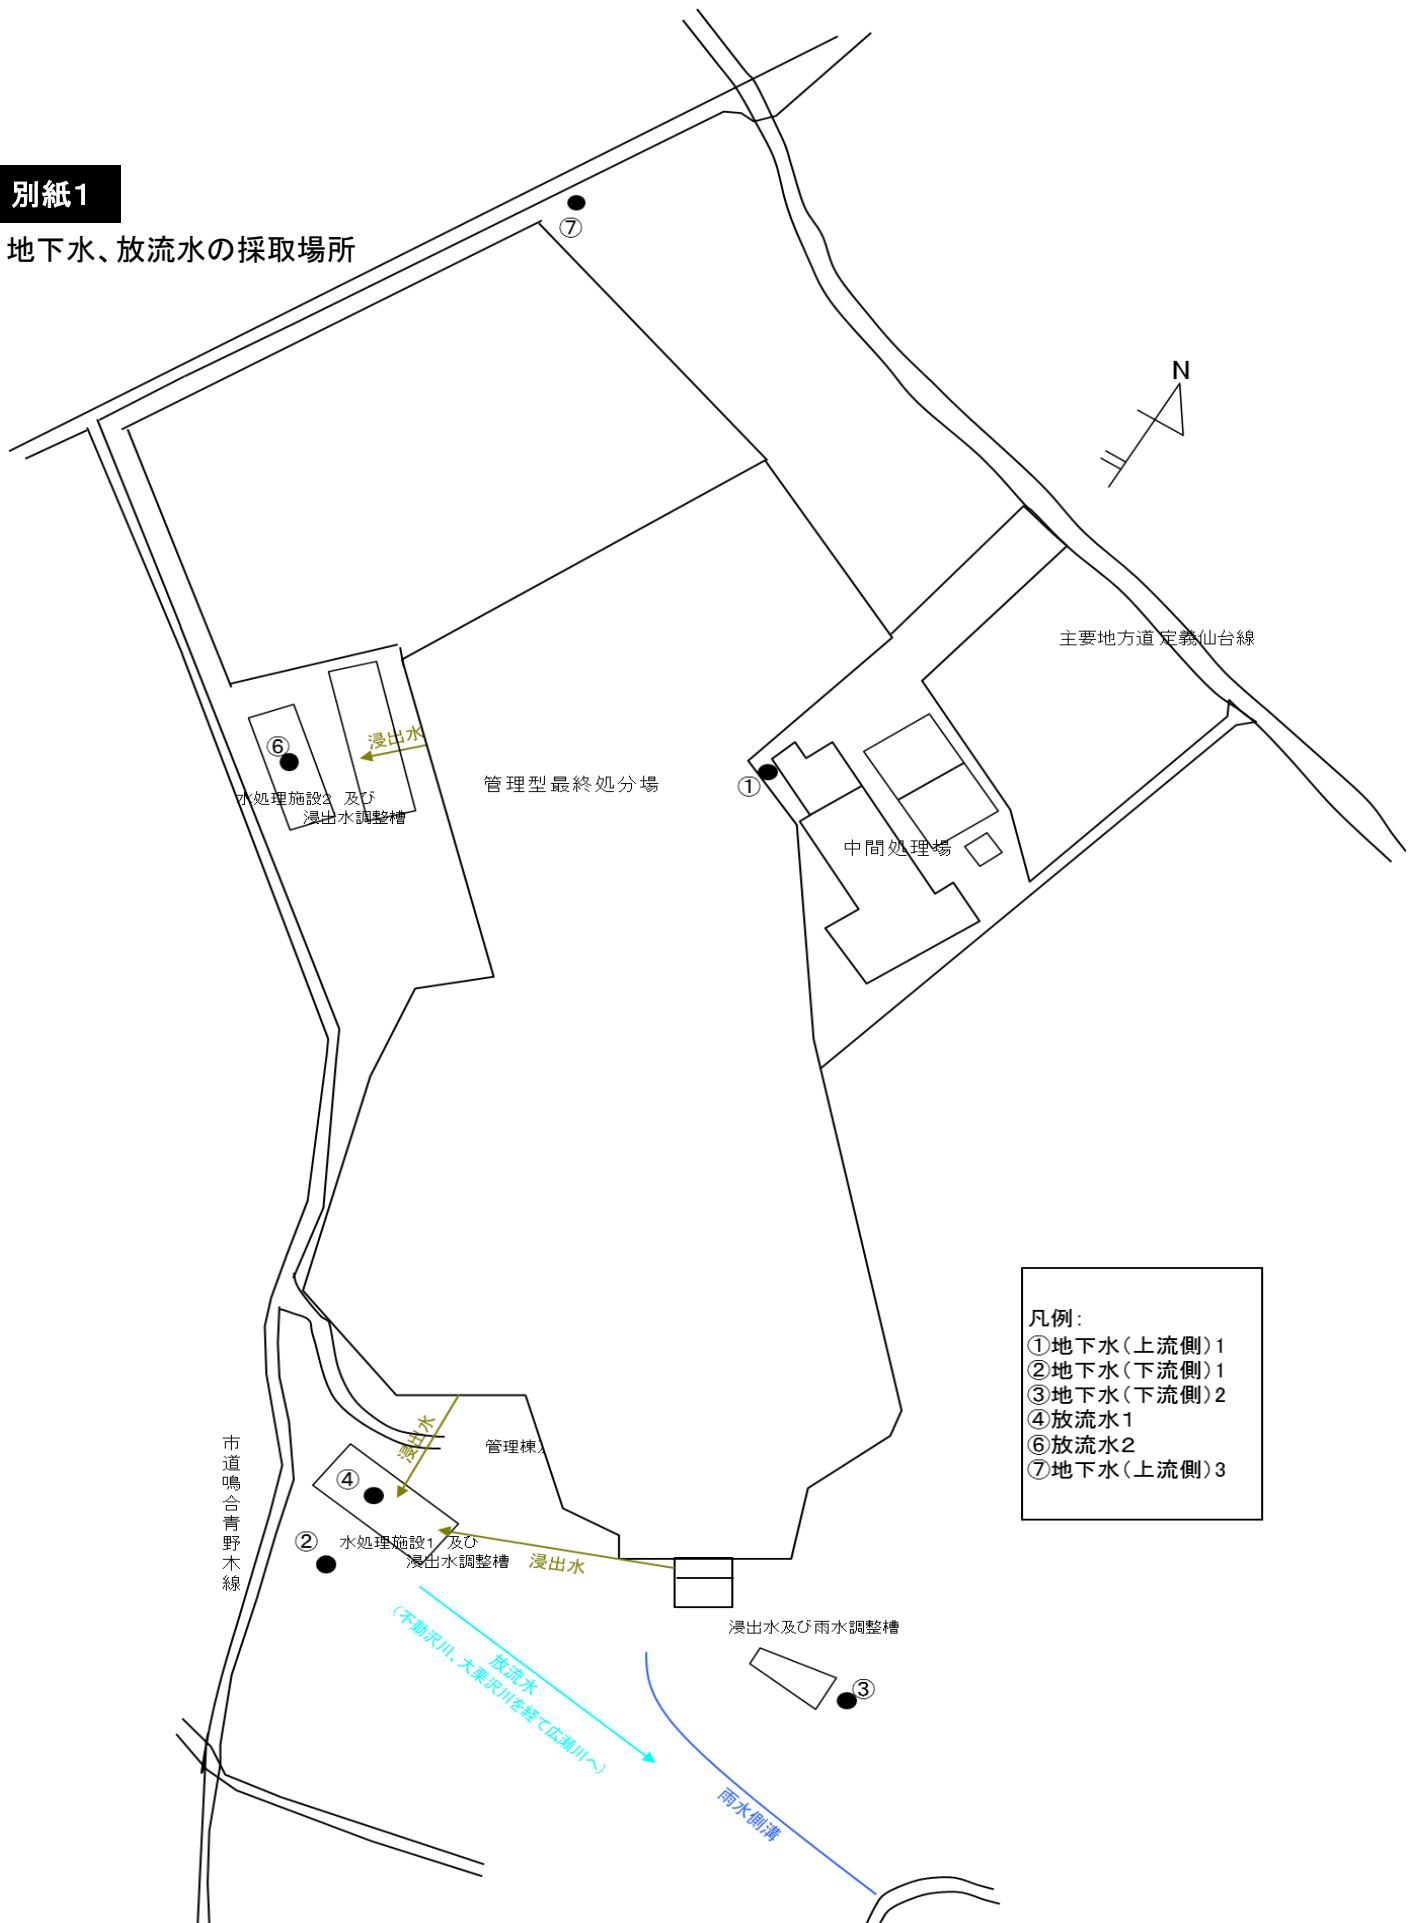 別紙1
地下水、放流水の採取場所
⑦
N
主要地方道 定義仙台線
⑥
浸出水
水処理施設2 及び
浸出水調整槽
管理型最終処分場
①
中間処理場
凡例:
①地下水(上流側)1
②地下水(下流側)1
③地下水(下流側)2
④放流水1
⑥放流水2
⑦地下水(上流側)3
市道鳴合青野木線
浸出水
管理棟
④
②
水処理施設1 及び
浸出水調整槽
浸出水
浸出水及び雨水調整槽
③
放流水
(不動沢川、大栗沢川を経て広瀬川へ)
雨水側溝